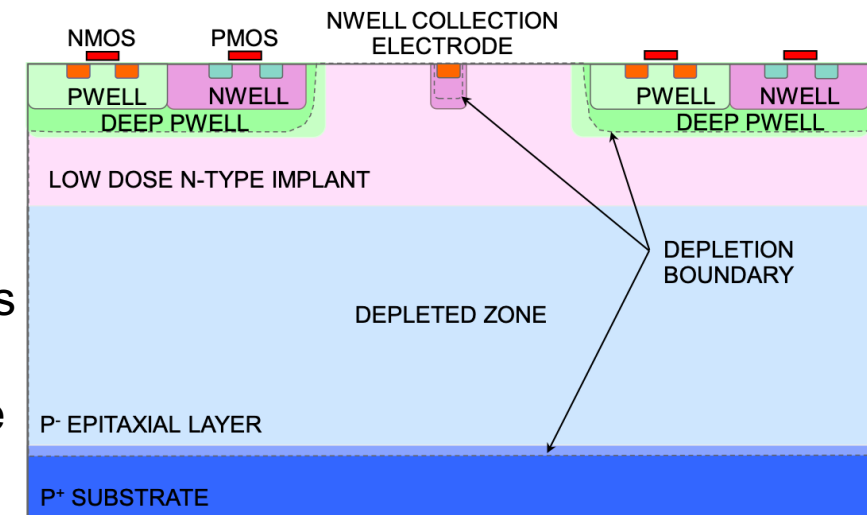 NWELL COLLECTION
ELECTRODE
NMOS
PMOS
PWELL
NWELL
DEEP PWELL
PWELL
NWELL
DEEP PWELL
LOW DOSE N-TYPE IMPLANT
DEPLETION
BOUNDARY
DEPLETED ZONE
s
e
P- EPITAXIAL LAYER
P+ SUBSTRATE